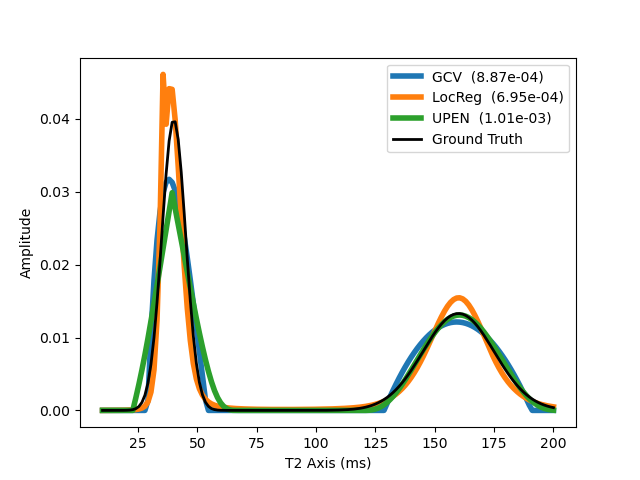 GCV  (8.87e-04)
LocReg  (6.95e-04)
UPEN  (1.01e-03)
Ground Truth
Amplitude
0.04
0.03
0.02
0.01
0.00
25 50 75 100 125 150 175 200
T2 Axis (ms)